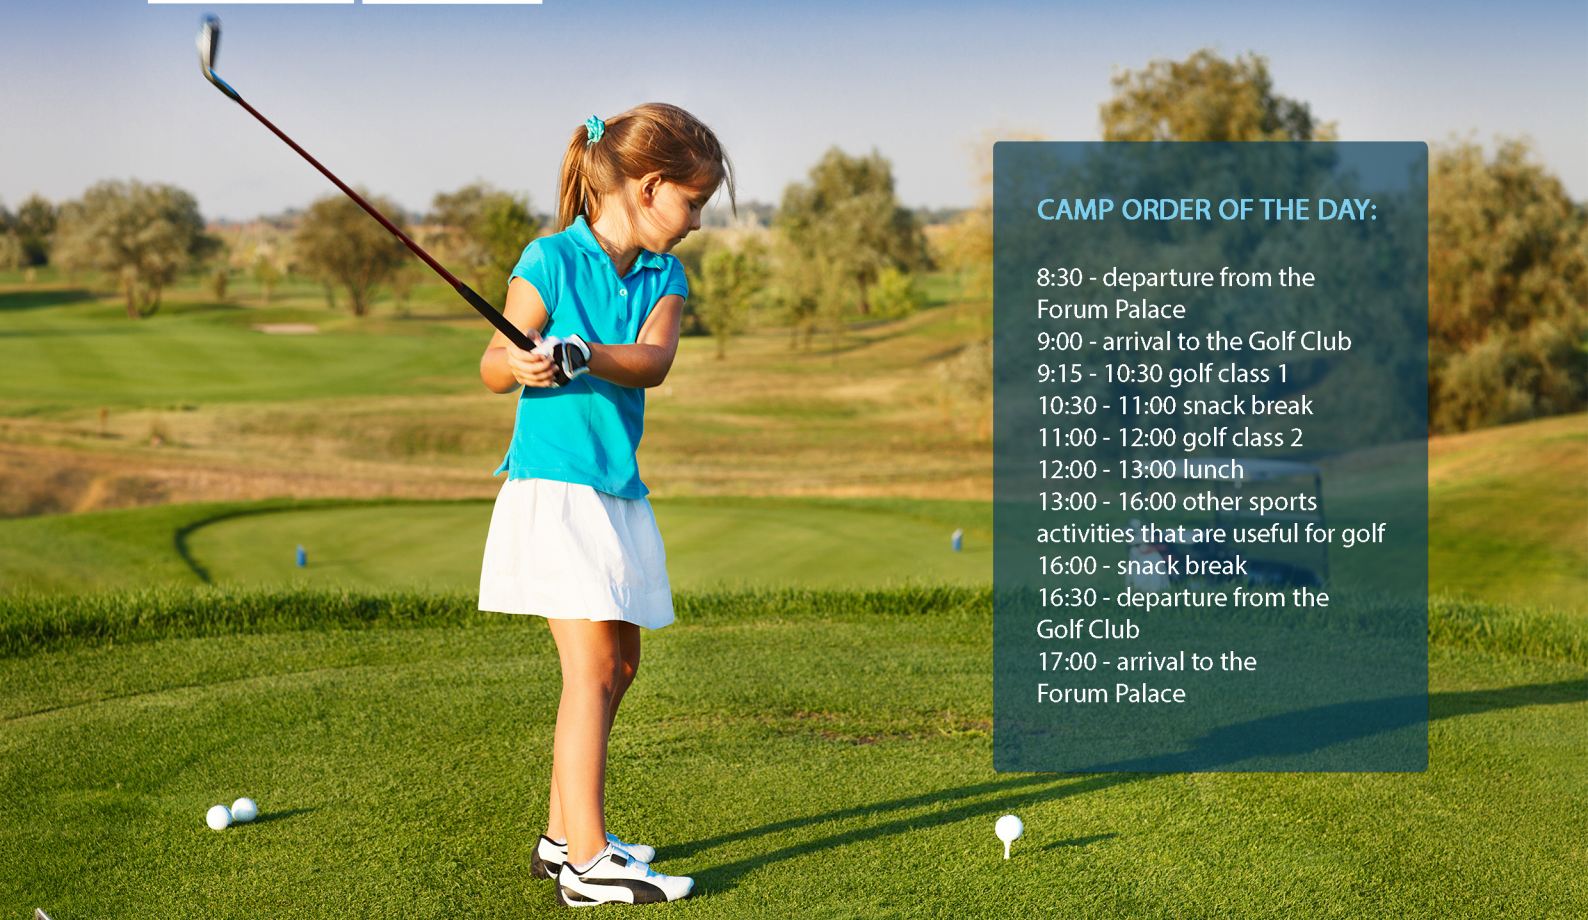 CAMP ORDER OF THE DAY:
8:30 - departure from the
Forum Palace
9:00 - arrival to the Golf Club
9:15 - 10:30 golf class 1
10:30 - 11:00 snack break
11:00 - 12:00 golf class 2
12:00 - 13:00 lunch
13:00 - 16:00 other sports
activities that are useful for golf
16:00 - snack break
16:30 - departure from the
Golf Club
17:00 - arrival to the
Forum Palace